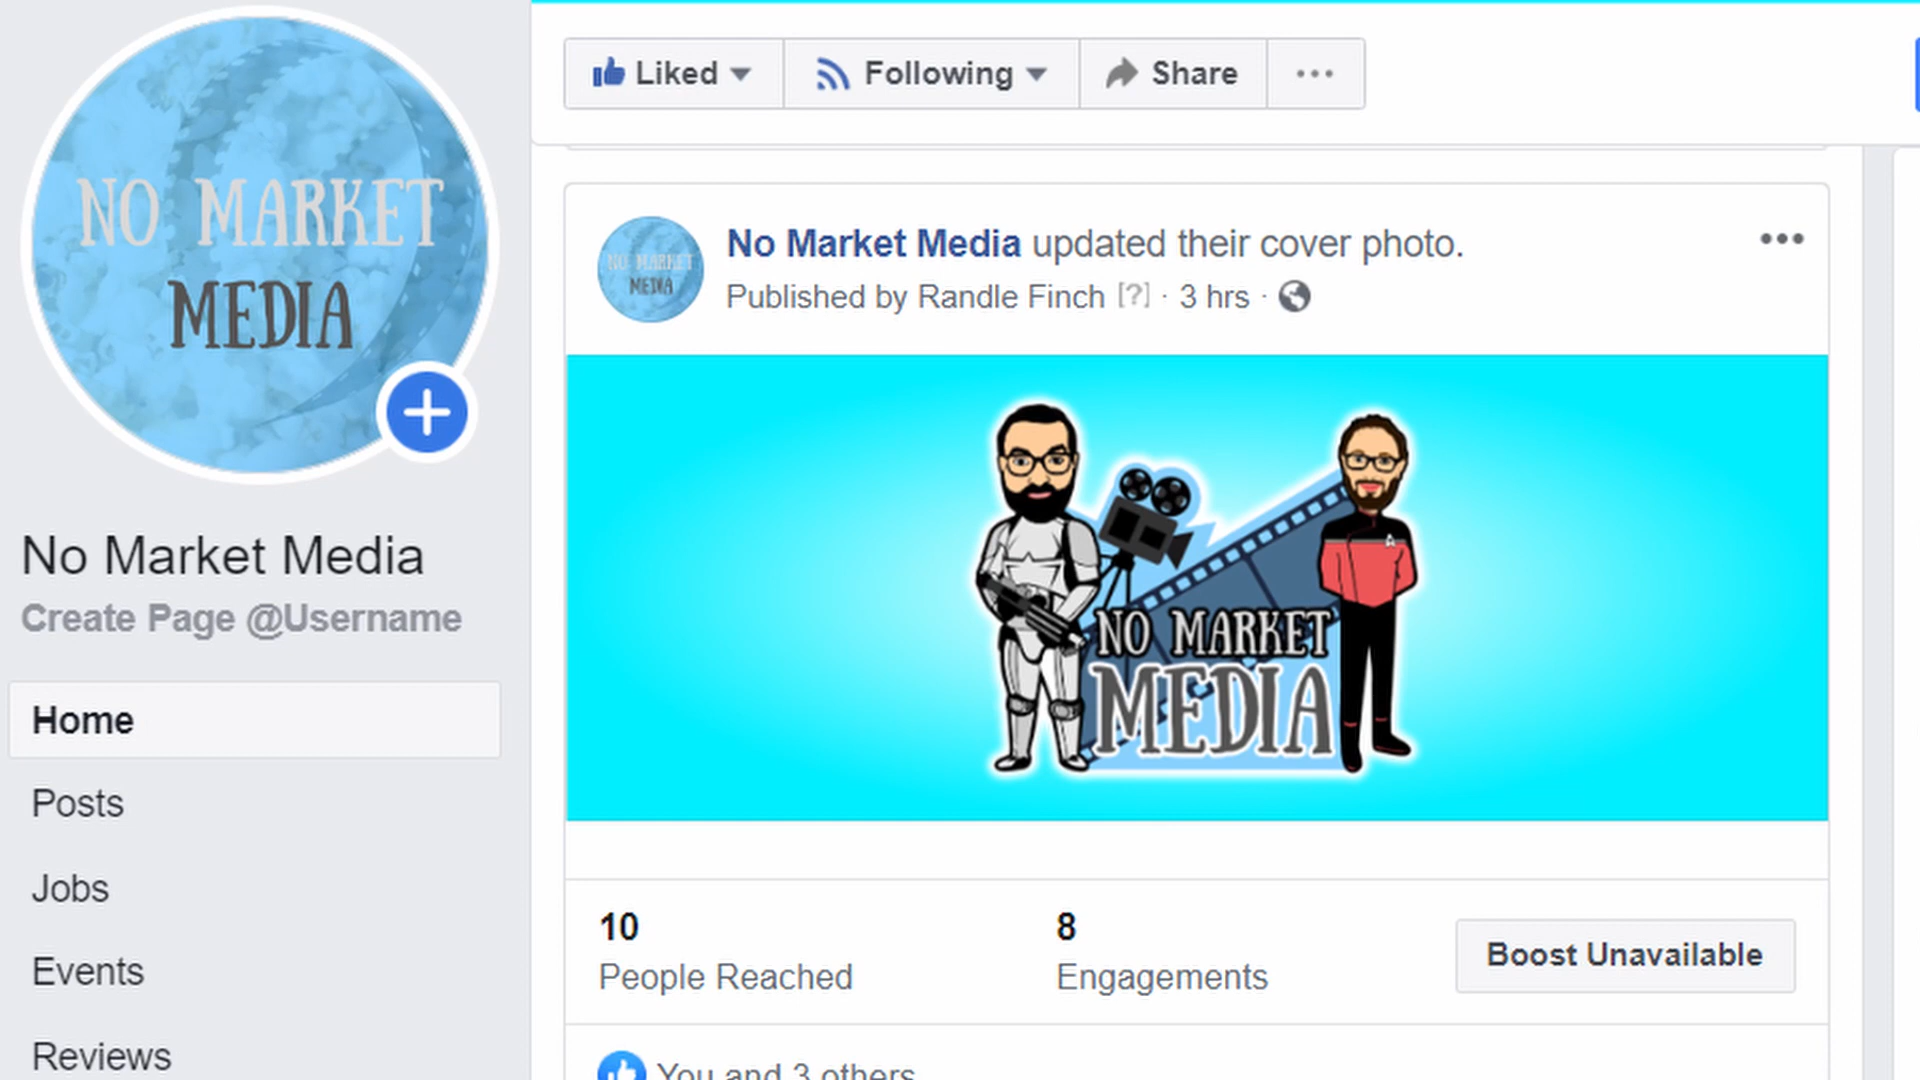 NO MARKET
MEDIA
No Market Media
Create Page @Username
Home
Posts
Jobs
Events
Reviews
Liked
Following
Share
No Market Media updated their cover photo.
Published by Randle Finch [?] · 3 hrs ·
NO MARKET
MEDIA
NO MARKET
MEDIA
10
People Reached
8
Engagements
Boost Unavailable
You and 3 others